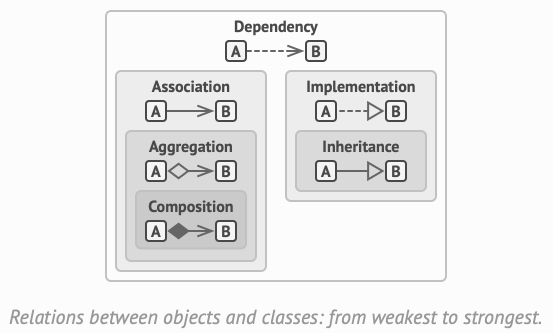 Dependency
A B
Association
A B
Aggregation
A B
Composition
A B
Implementation
A B
Inheritance
A B
Relations between objects and classes: from weakest to strongest.